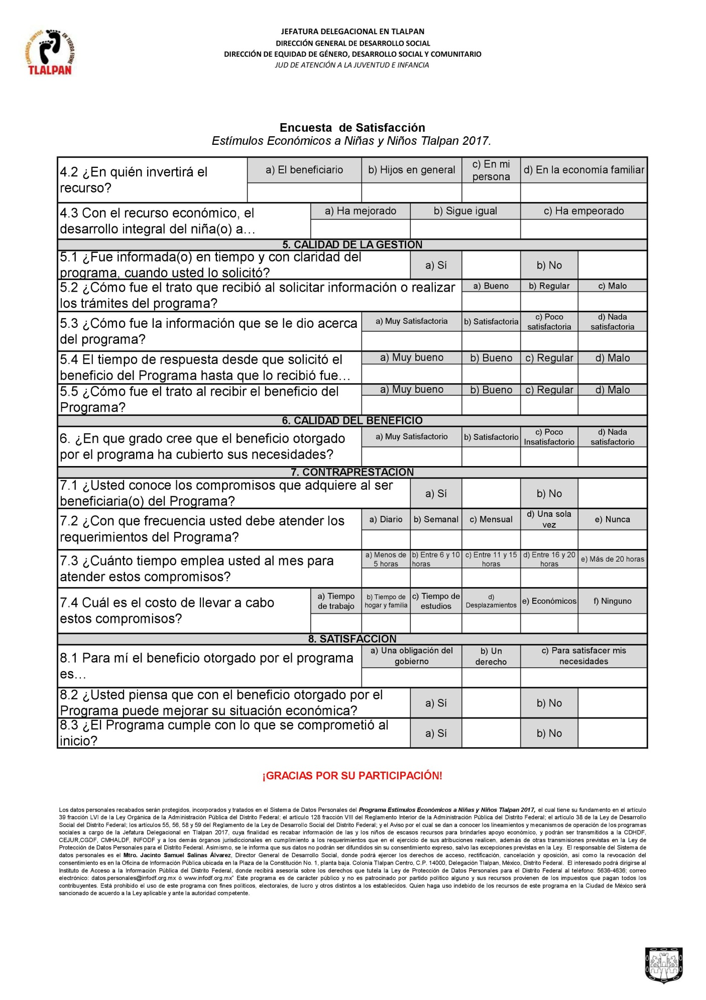 CAMINANDO JUNTOS
EN TIERRA FIRME
TLALPAN
JEFATURA DELEGACIONAL EN TLALPAN
DIRECCIÓN GENERAL DE DESARROLLO SOCIAL
DIRECCIÓN DE EQUIDAD DE GÉNERO, DESARROLLO SOCIAL Y COMUNITARIO
JUD DE ATENCIÓN A LA JUVENTUD E INFANCIA
Encuesta de Satisfacción
Estímulos Económicos a Niñas y Niños Tlalpan 2017.
4.2 ¿En quién invertirá el
recurso?
a) El beneficiario
b) Hijos en general
c) En mi
persona
d) En la economía familiar
4.3 Con el recurso económico, el
desarrollo integral del niña(o) a…
a) Ha mejorado
b) Sigue igual
c) Ha empeorado
5. CALIDAD DE LA GESTIÓN
5.1 ¿Fue informada(o) en tiempo y con claridad del
programa, cuando usted lo solicitó?
a) Sí
b) No
5.2 ¿Cómo fue el trato que recibió al solicitar información o realizar
los trámites del programa?
a) Bueno
b) Regular
c) Malo
5.3 ¿Cómo fue la información que se le dio acerca
del programa?
a) Muy Satisfactoria
b) Satisfactoria
c) Poco
satisfactoria
d) Nada
satisfactoria
5.4 El tiempo de respuesta desde que solicitó el
beneficio del Programa hasta que lo recibió fue…
a) Muy bueno
b) Bueno
c) Regular
d) Malo
5.5 ¿Cómo fue el trato al recibir el beneficio del
Programa?
a) Muy bueno
b) Bueno
c) Regular
d) Malo
6. CALIDAD DEL BENEFICIO
6. ¿En que grado cree que el beneficio otorgado
por el programa ha cubierto sus necesidades?
a) Muy Satisfactorio
b) Satisfactorio
c) Poco
Insatisfactorio
d) Nada
satisfactorio
7. CONTRAPRESTACIÓN
7.1 ¿Usted conoce los compromisos que adquiere al ser
beneficiaria(o) del Programa?
a) Sí
b) No
7.2 ¿Con que frecuencia usted debe atender los
requerimientos del Programa?
a) Diario
b) Semanal
c) Mensual
d) Una sola
vez
e) Nunca
7.3 ¿Cuánto tiempo emplea usted al mes para
atender estos compromisos?
a) Menos de
5 horas
b) Entre 6 y 10
horas
c) Entre 11 y 15
horas
d) Entre 16 y 20
horas
e) Más de 20 horas
7.4 Cuál es el costo de llevar a cabo
estos compromisos?
a) Tiempo
de trabajo
b) Tiempo de
hogar y familia
c) Tiempo de
estudios
d)
Desplazamientos
e) Económicos
f) Ninguno
8. SATISFACCIÓN
8.1 Para mí el beneficio otorgado por el programa
es…
a) Una obligación del
gobierno
b) Un
derecho
c) Para satisfacer mis
necesidades
8.2 ¿Usted piensa que con el beneficio otorgado por el
Programa puede mejorar su situación económica?
a) Sí
b) No
8.3 ¿El Programa cumple con lo que se comprometió al
inicio?
a) Sí
b) No
¡GRACIAS POR SU PARTICIPACIÓN!
Los datos personales recabados serán protegidos, incorporados y tratados en el Sistema de Datos Personales del Programa Estímulos Económicos a Niñas y Niños Tlalpan 2017, el cual tiene su fundamento en el artículo
39 fracción LVI de la Ley Orgánica de la Administración Pública del Distrito Federal; el artículo 128 fracción VIII del Reglamento Interior de la Administración Pública del Distrito Federal; el artículo 38 de la Ley de Desarrollo
Social del Distrito Federal; los artículos 55, 56, 58 y 59 del Reglamento de la Ley de Desarrollo Social del Distrito Federal; y el Aviso por el cual se dan a conocer los lineamientos y mecanismos de operación de los programas
sociales a cargo de la Jefatura Delegacional en Tlalpan 2017, cuya finalidad es recabar información de las y los niños de escasos recursos para brindarles apoyo económico, y podrán ser transmitidos a la CDHDF,
CEJUR,CGDF, CMHALDF, INFODF y a los demás órganos jurisdiccionales en cumplimiento a los requerimientos que en el ejercicio de sus atribuciones realicen, además de otras transmisiones previstas en la Ley de
Protección de Datos Personales para el Distrito Federal. Asimismo, se le informa que sus datos no podrán ser difundidos sin su consentimiento expreso, salvo las excepciones previstas en la Ley. El responsable del Sistema de
datos personales es el Mtro. Jacinto Samuel Salinas Álvarez, Director General de Desarrollo Social, donde podrá ejercer los derechos de acceso, rectificación, cancelación y oposición, así como la revocación del
consentimiento es en la Oficina de Información Pública ubicada en la Plaza de la Constitución No. 1, planta baja. Colonia Tlalpan Centro, C.P. 14000, Delegación Tlalpan, México, Distrito Federal. El interesado podrá dirigirse al
Instituto de Acceso a la Información Pública del Distrito Federal, donde recibirá asesoría sobre los derechos que tutela la Ley de Protección de Datos Personales para el Distrito Federal al teléfono: 5636-4636; correo
electrónico: datos.personales@infodf.org.mx ó www.infodf.org.mx” Este programa es de carácter público y no es patrocinado por partido político alguno y sus recursos provienen de los impuestos que pagan todos los
contribuyentes. Está prohibido el uso de este programa con fines políticos, electorales, de lucro y otros distintos a los establecidos. Quien haga uso indebido de los recursos de este programa en la Ciudad de México será
sancionado de acuerdo a la Ley aplicable y ante la autoridad competente.